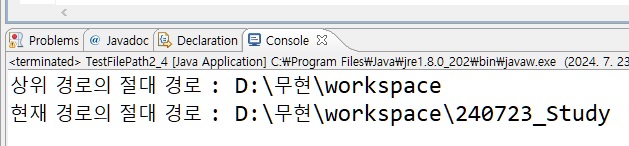 Problems @ Javadoc Declaration Console
<terminated> TestFilePath2_4 [Java Application] C:₩Program Files₩Java₩jre1.8.0_202₩bin₩javaw.exe (2024. 7. 23
상위 경로의 절대 경로 : D:\무현\workspace
현재 경로의 절대 경로 : D:\무현\workspace\240723_Study